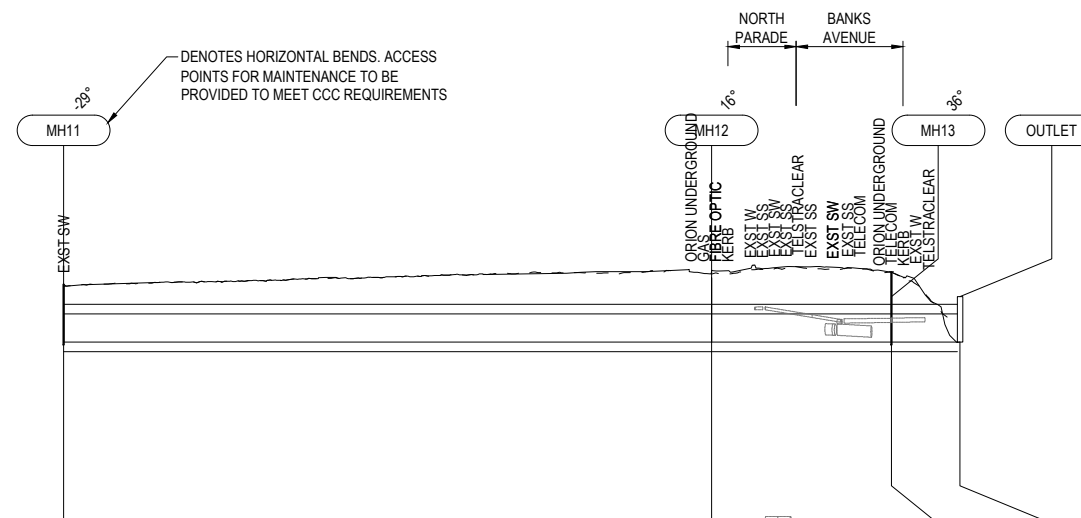 NORTH
PARADE
BANKS
AVENUE
DENOTES HORIZONTAL BENDS. ACCESS
POINTS FOR MAINTENANCE TO BE
PROVIDED TO MEET CCC REQUIREMENTS
-29°
16°
36°
MH11
MH12
MH13
OUTLET
EXST SW
ORION UNDERGROUND
GAS
FIBRE OPTIC
KERB
EXST W
EXST SS
EXST SW
EXST SS
TELSTRACLEAR
EXST SS
EXST SW
EXST SS
TELECOM
ORION UNDERGROUND
TELECOM
KERB
EXST W
TELSTRACLEAR